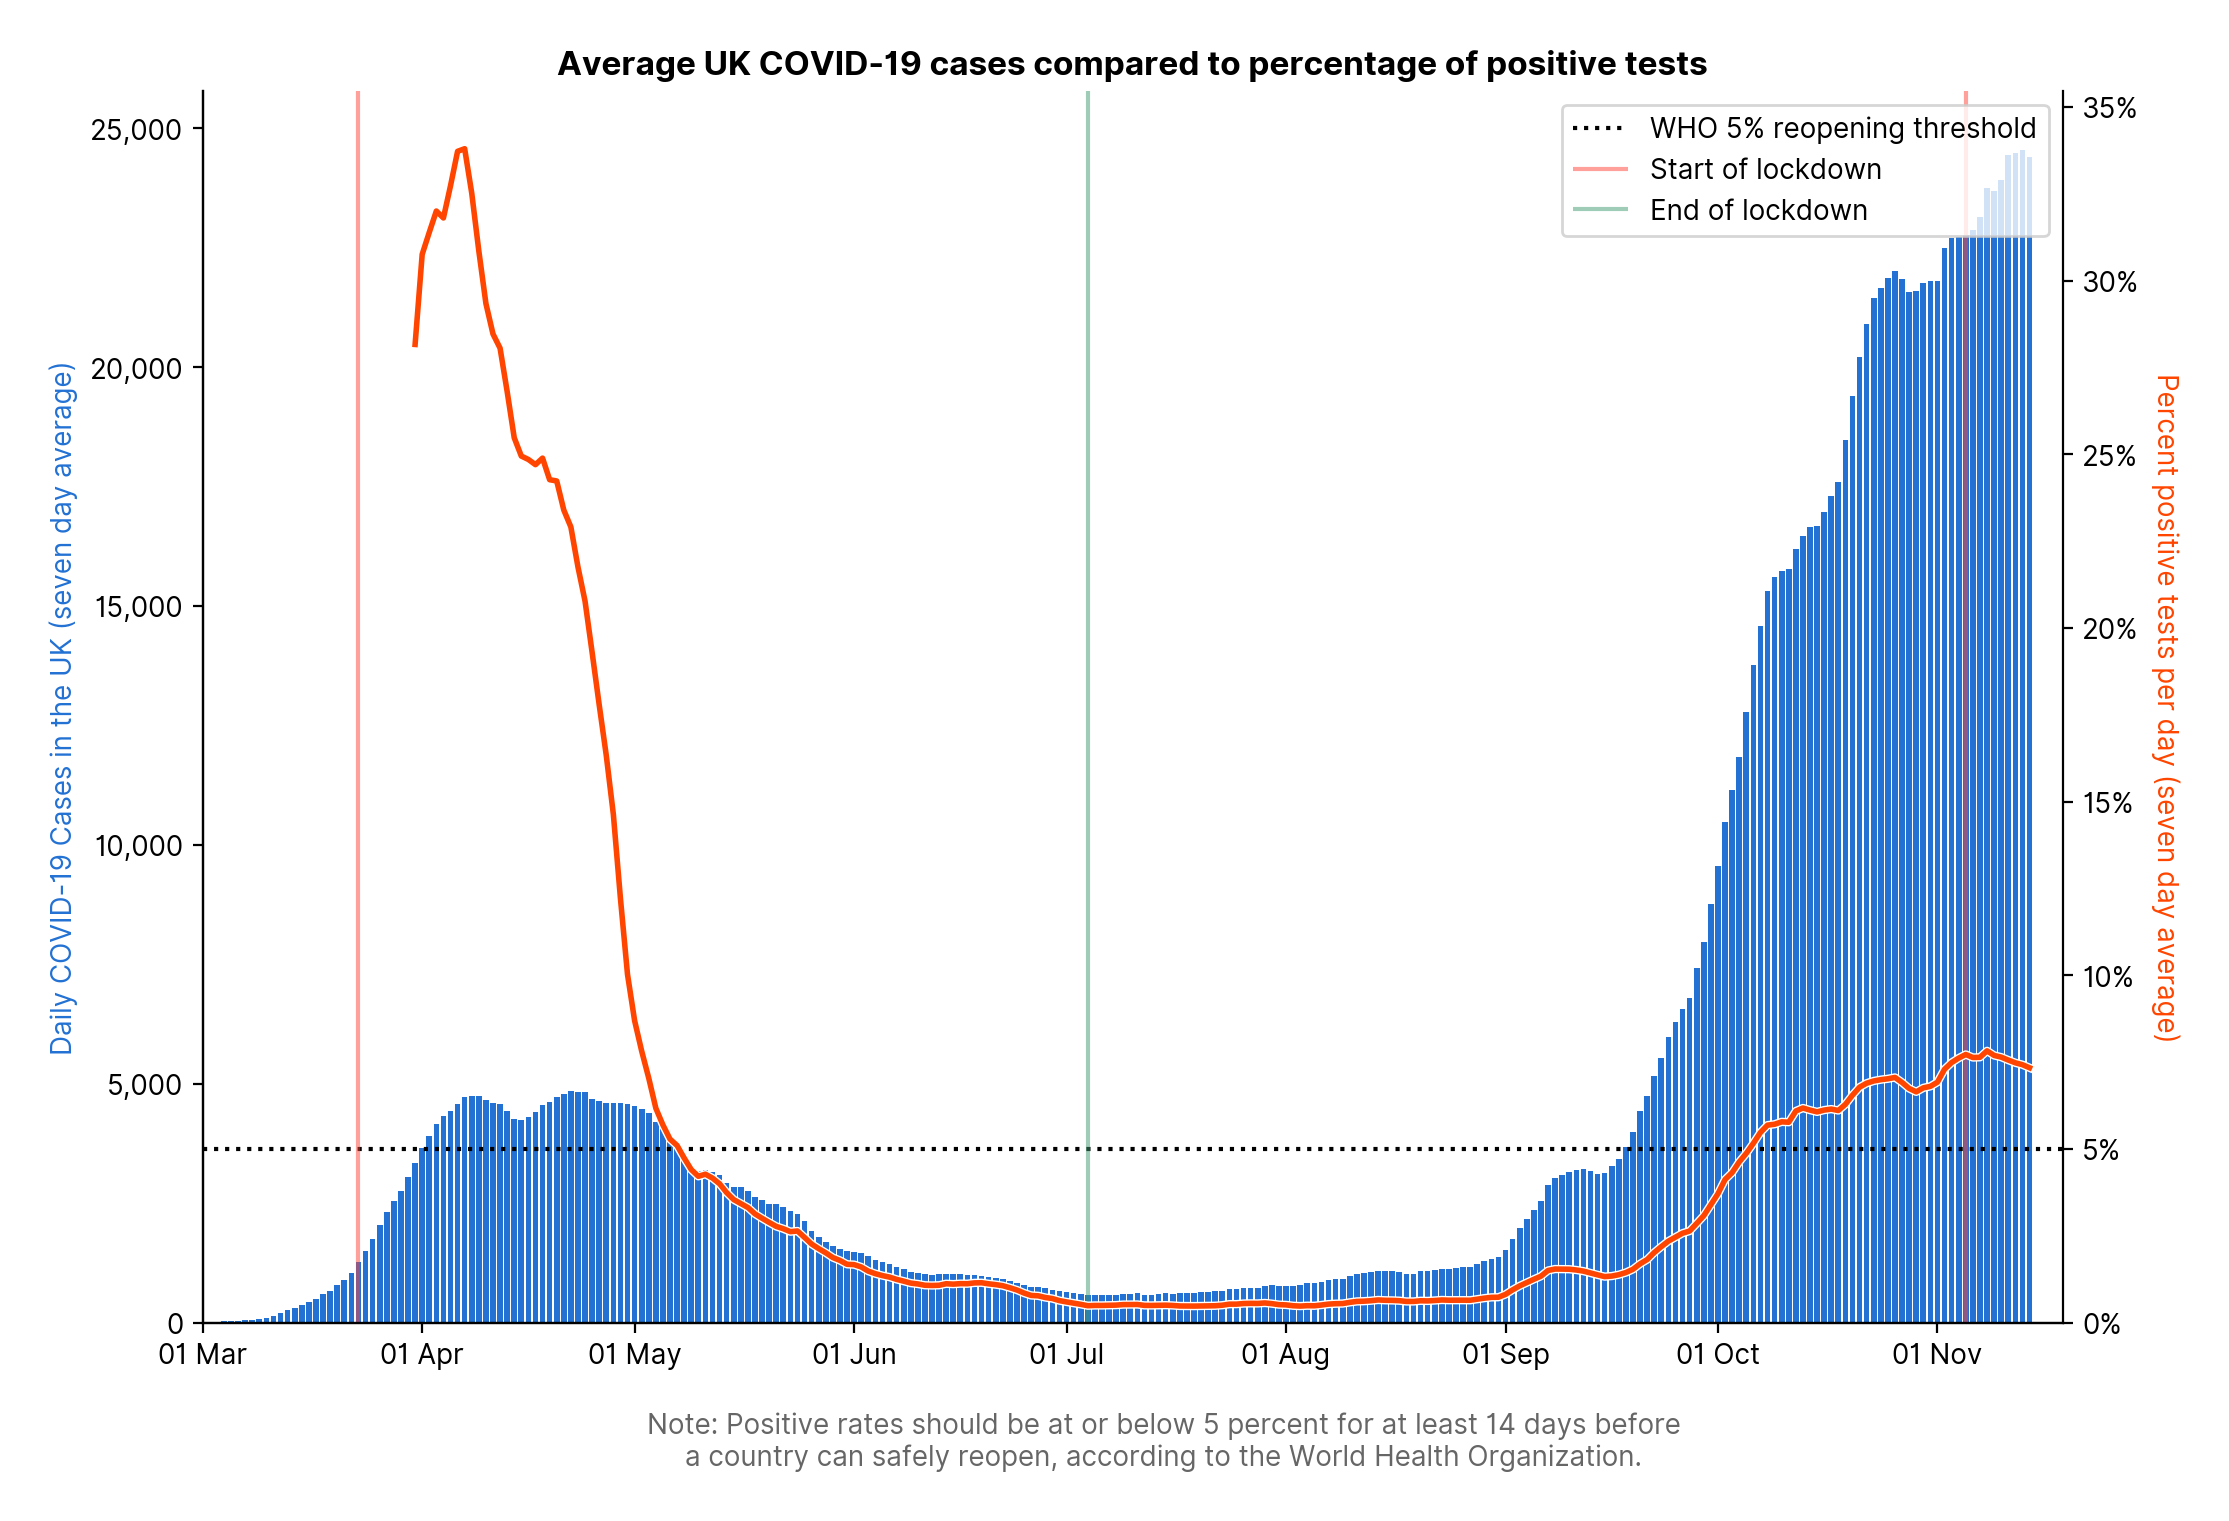 Average UK COVID-19 cases compared to percentage of positive tests
WHO 5% reopening threshold
Start of lockdown
End of lockdown
Daily COVID-19 Cases in the UK (seven day average)
25,000
20,000
15,000
10,000
5,000
0
35%
30%
25%
20%
15%
10%
5%
0%
Percent positive tests per day (seven day average)
01 Mar
01 Apr
01 May
01 Jun
01 Jul
01 Aug
01 Sep
01 Oct
01 Nov
Note: Positive rates should be at or below 5 percent for at least 14 days before
a country can safely reopen, according to the World Health Organization.